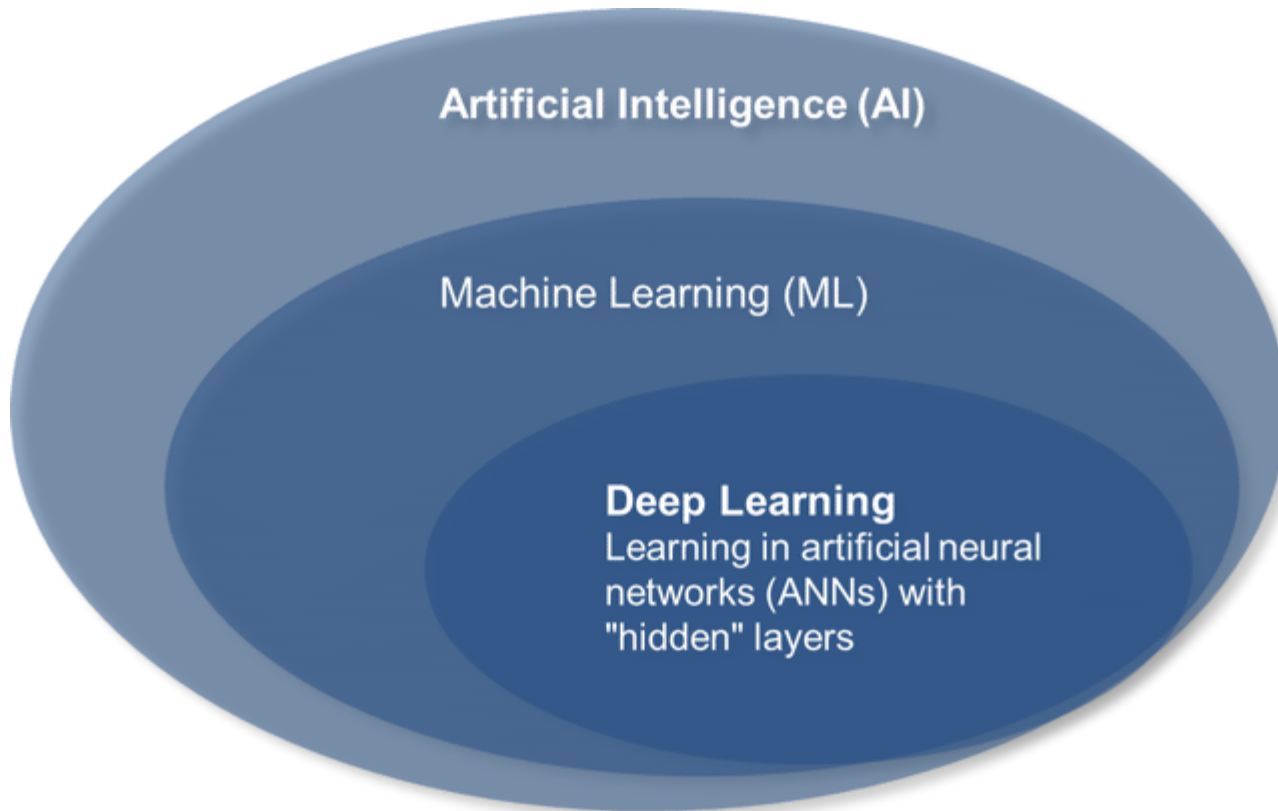 Artificial Intelligence (AI)
Machine Learning (ML)
Deep Learning
Learning in artificial neural
networks (ANNs) with
"hidden" layers